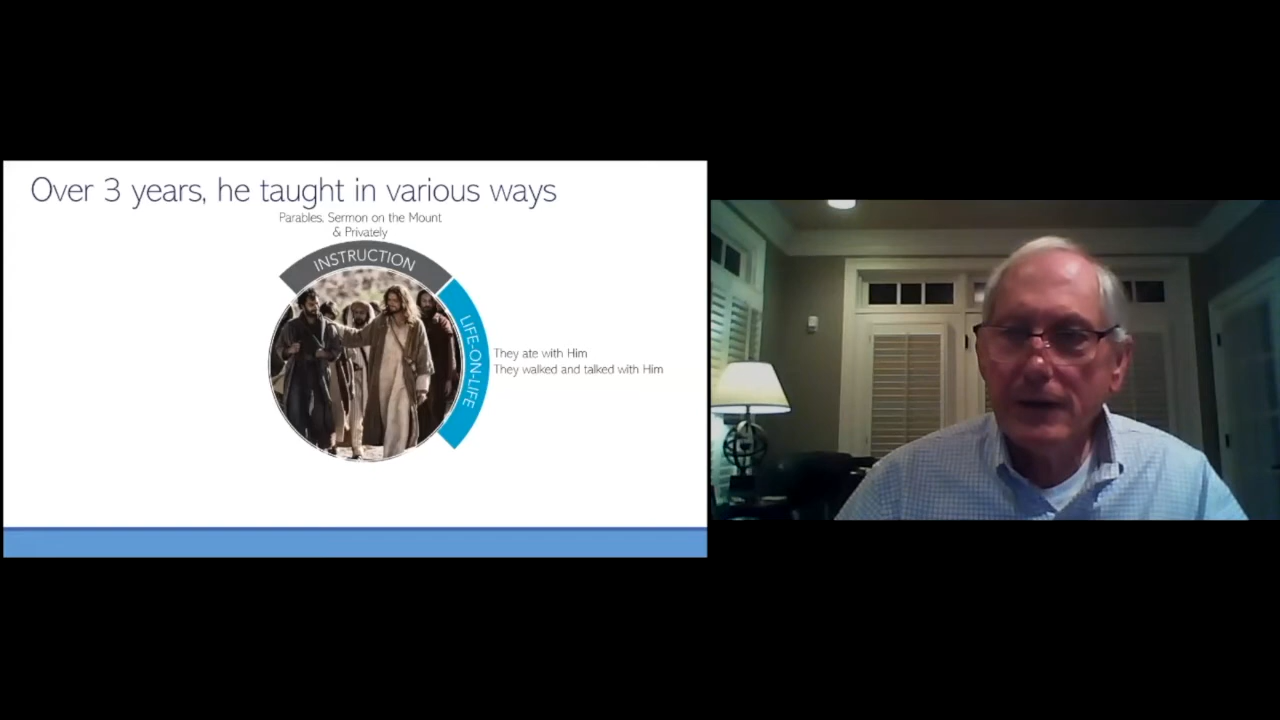 Over 3 years, he taught in various ways
Parables, Sermon on the Mount
& Privately
INSTRUCTION
LIFE-ON-LIFE
They ate with Him
They walked and talked with Him